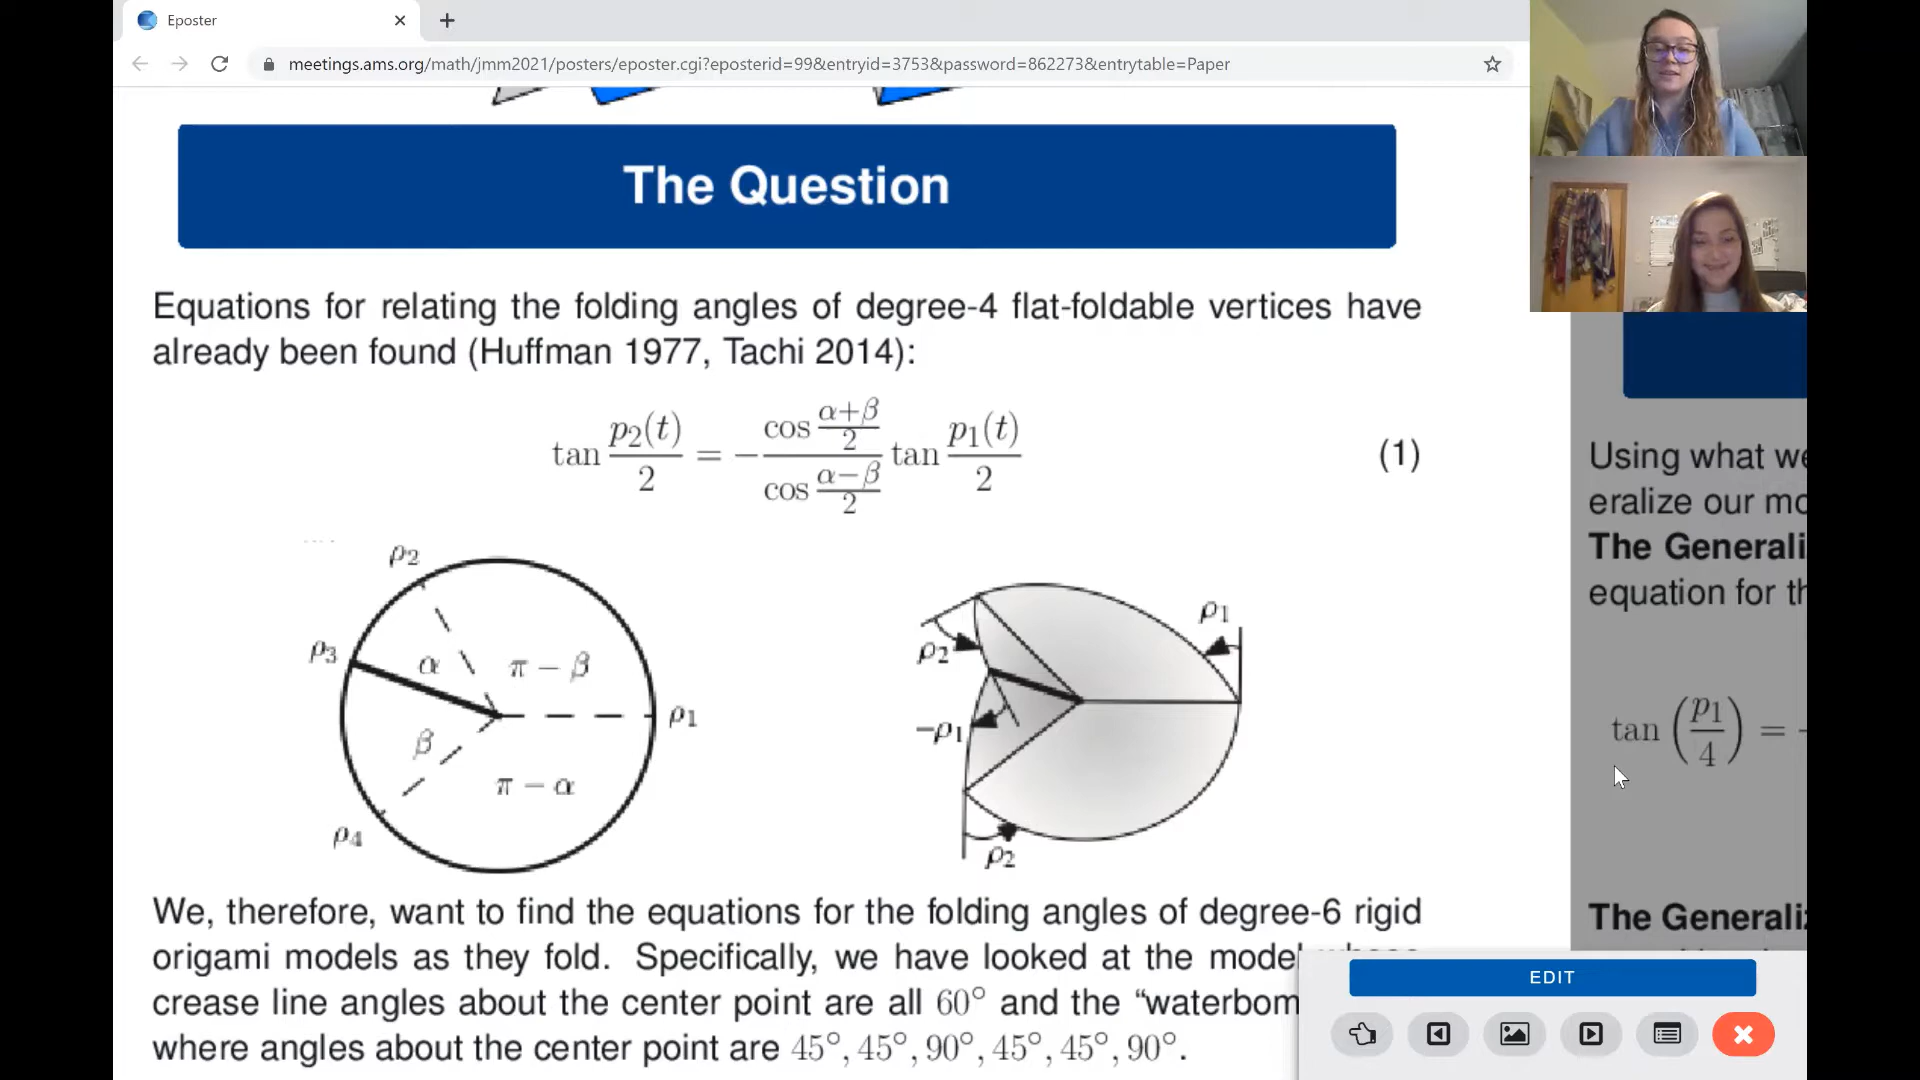 Eposter
meetings.ams.org/math/jmm2021/posters/eposter.cgi?eposterid=99&entryid=3753&password=862273&entrytable=Paper
The Question
Equations for relating the folding angles of degree-4 flat-foldable vertices have
already been found (Huffman 1977, Tachi 2014):
tan p₂(t)/2 = − cos (α+β)/2 / cos (α−β)/2 tan p₁(t)/2 (1)
ρ₂
ρ₃
α
π − β
ρ₁
β
π − α
ρ₄
ρ₁
ρ₂
−ρ₁
ρ₂
We, therefore, want to find the equations for the folding angles of degree-6 rigid
origami models as they fold. Specifically, we have looked at the model
crease line angles about the center point are all 60° and the “waterbom
where angles about the center point are 45°, 45°, 90°, 45°, 45°, 90°.
Using what we
eralize our mo
The Generali
equation for th
tan (p₁/4) = -
The Generaliz
EDIT